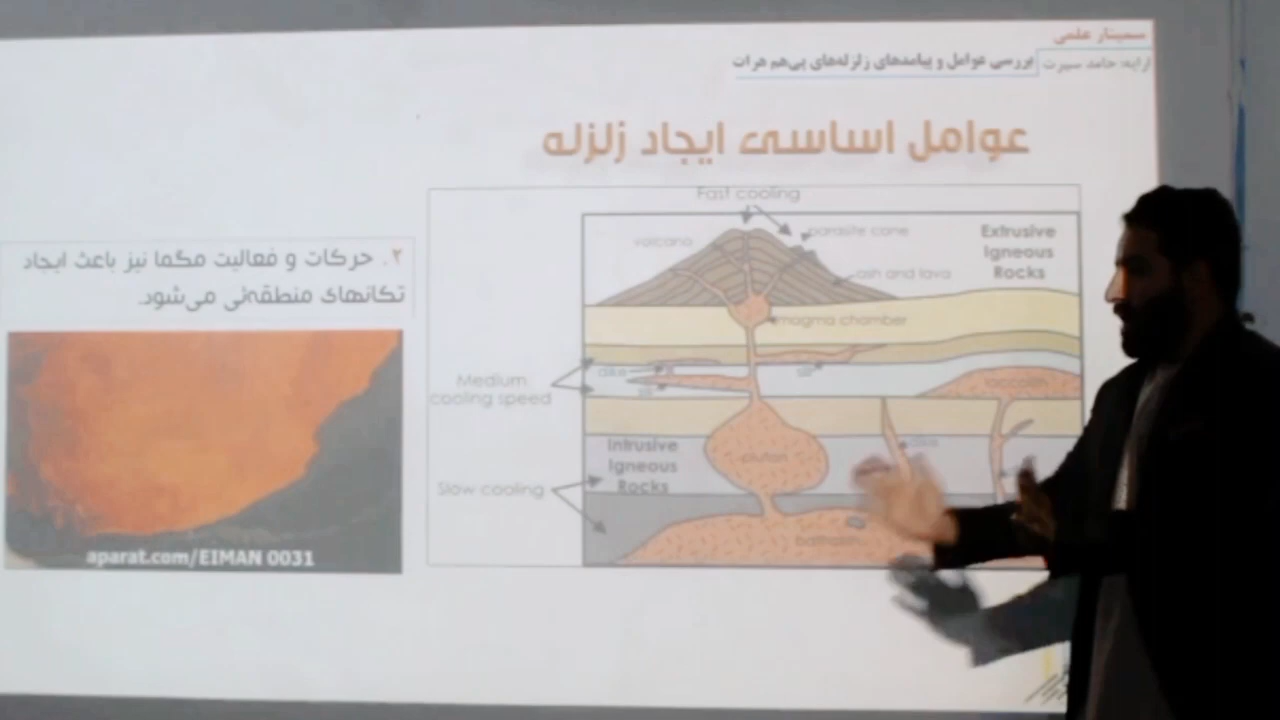 سمینار علمی
ارایه: حامد سیرت
بررسی عوامل و پیامدهای زلزله‌های پی‌هم هرات
عوامل اساسی ایجاد زلزله
۲. حرکات و فعالیت مگما نیز باعث ایجاد
تکانهای منطقه‌ئی می‌شود.
aparat.com/EIMAN 0031
Fast cooling
volcano
parasite cone
Extrusive
Igneous
Rocks
ash and lava
magma chamber
Medium
cooling speed
dike
sill
sill
laccolith
Intrusive
Igneous
Rocks
pluton
dike
Slow cooling
batholith